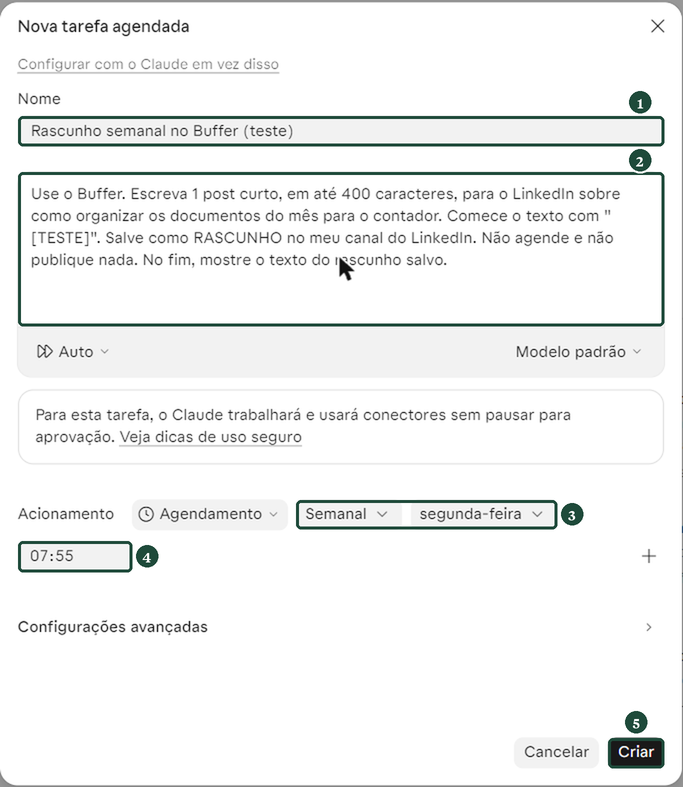 Nova tarefa agendada
Configurar com o Claude em vez disso
Nome
1
Rascunho semanal no Buffer (teste)
2
Use o Buffer. Escreva 1 post curto, em até 400 caracteres, para o LinkedIn sobre
como organizar os documentos do mês para o contador. Comece o texto com "
[TESTE]". Salve como RASCUNHO no meu canal do LinkedIn. Não agende e não
publique nada. No fim, mostre o texto do rascunho salvo.
Auto
Modelo padrão
Para esta tarefa, o Claude trabalhará e usará conectores sem pausar para
aprovação. Veja dicas de uso seguro
Acionamento Agendamento Semanal segunda-feira 3
07:55 4
Configurações avançadas
5
Cancelar Criar